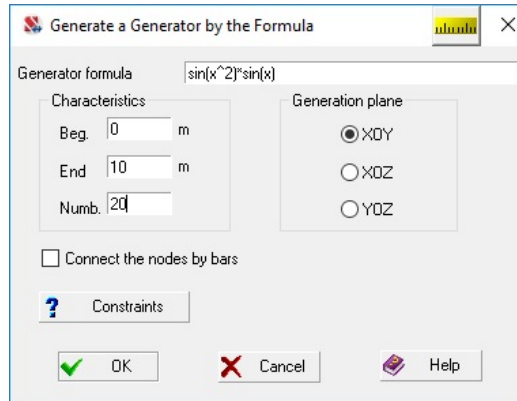 Generate a Generator by the Formula
Generator formula sin(x^2)*sin(x)
Characteristics
Beg. 0 m
End 10 m
Numb. 20
Generation plane
XOY
XOZ
YOZ
Connect the nodes by bars
? Constraints
OK Cancel Help